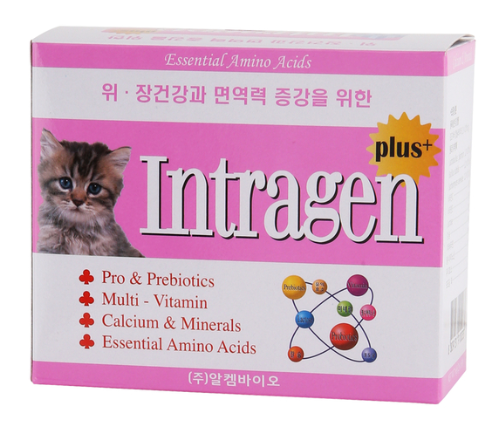 Essential Amino Acids
위 · 장건강과 면역력 증강을 위한
plus+
Intragen
Pro & Prebiotics
Multi - Vitamin
Calcium & Minerals
Essential Amino Acids
(주)알켐바이오